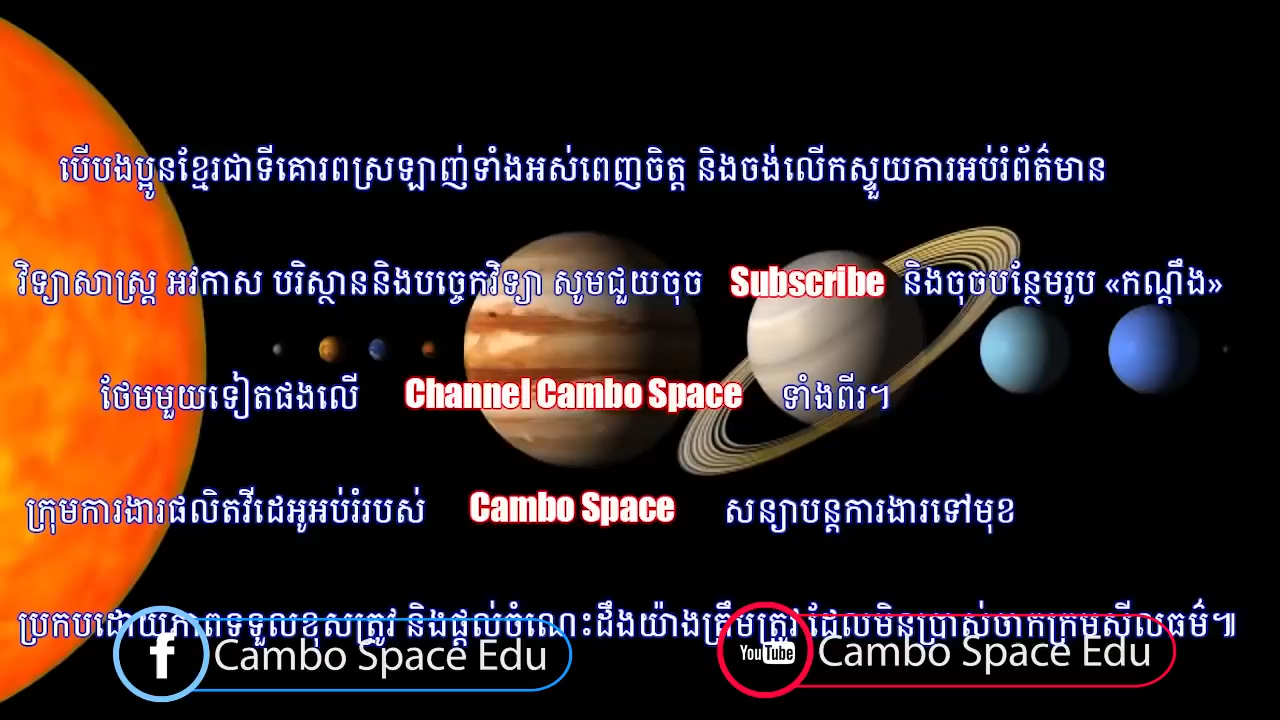 បើបងប្អូនខ្មែរជាទីគោរពស្រឡាញ់ទាំងអស់ពេញចិត្ត និងចង់លើកស្ទួយការអប់រំព័ត៌មាន
វិទ្យាសាស្ត្រ អវកាស បរិស្ថាននិងបច្ចេកវិទ្យា សូមជួយចុច Subscribe និងចុចបន្ថែមរូប «កណ្ដឹង»
ថែមមួយទៀតផងលើ Channel Cambo Space ទាំងពីរ។
ក្រុមការងារផលិតវីដេអូអប់រំរបស់ Cambo Space សន្យាបន្តការងារទៅមុខ
ប្រកបដោយភាពទទួលខុសត្រូវ និងផ្ដល់ចំណេះដឹងយ៉ាងត្រឹមត្រូវ ដែលមិនប្រាស់ចាកក្រមសីលធម៌៕
f Cambo Space Edu
YouTube Cambo Space Edu